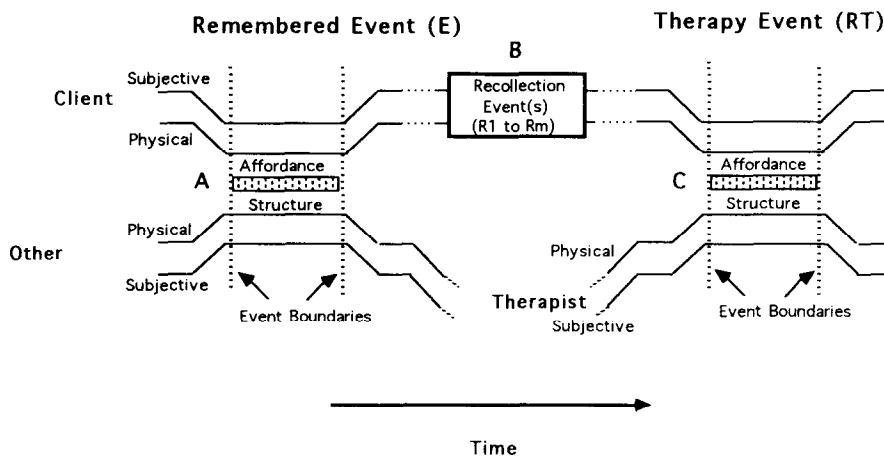 Remembered Event (E)
Therapy Event (RT)
B
Subjective
Client
Physical
Recollection
Event(s)
(R1 to Rm)
A
Affordance
Structure
C
Affordance
Structure
Physical
Other
Subjective
Event Boundaries
Physical
Therapist
Subjective
Event Boundaries
Time